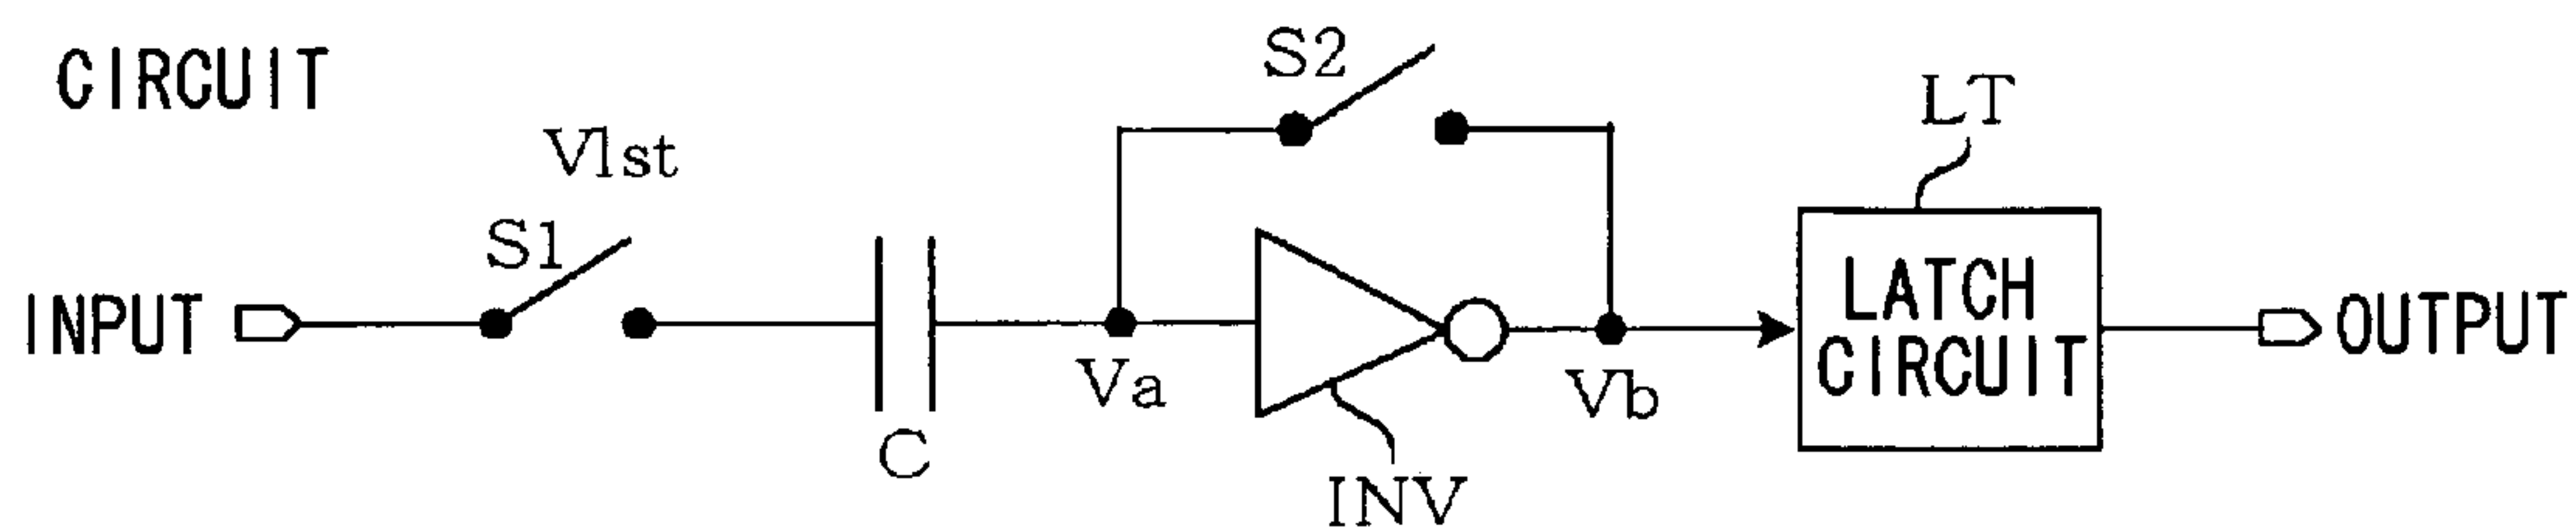 CIRCUIT
S2
LT
Vlst
S1
INPUT
LATCH
CIRCUIT
OUTPUT
Va
Vb
C
INV